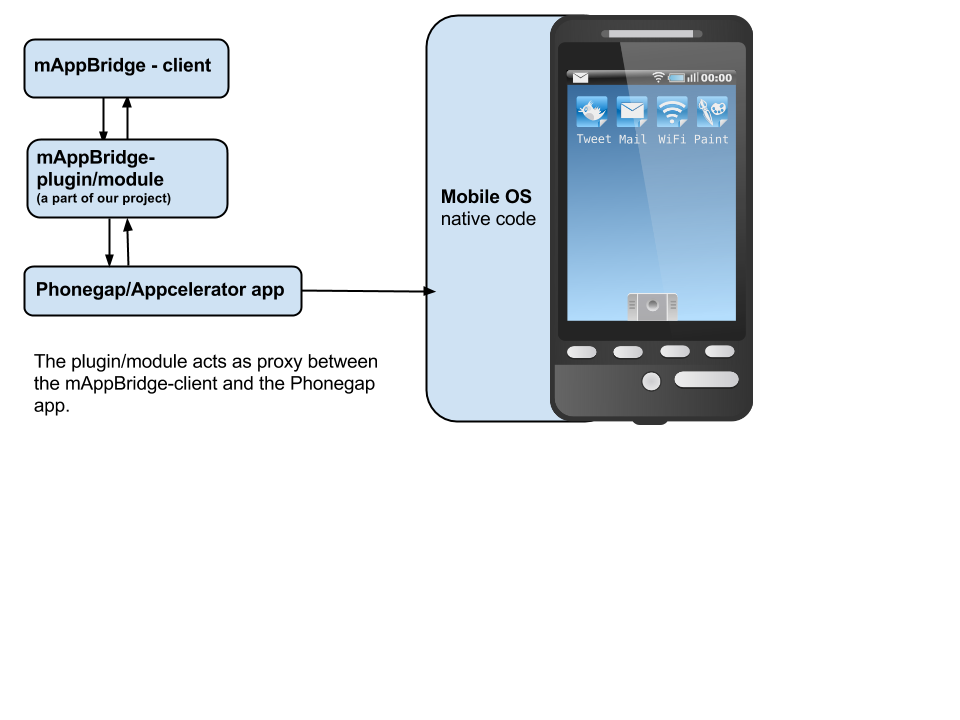 mAppBridge - client
mAppBridge-
plugin/module
(a part of our project)
Phonegap/Appcelerator app
The plugin/module acts as proxy between
the mAppBridge-client and the Phonegap
app.
Mobile OS
native code
00:00
Tweet Mail WiFi Paint